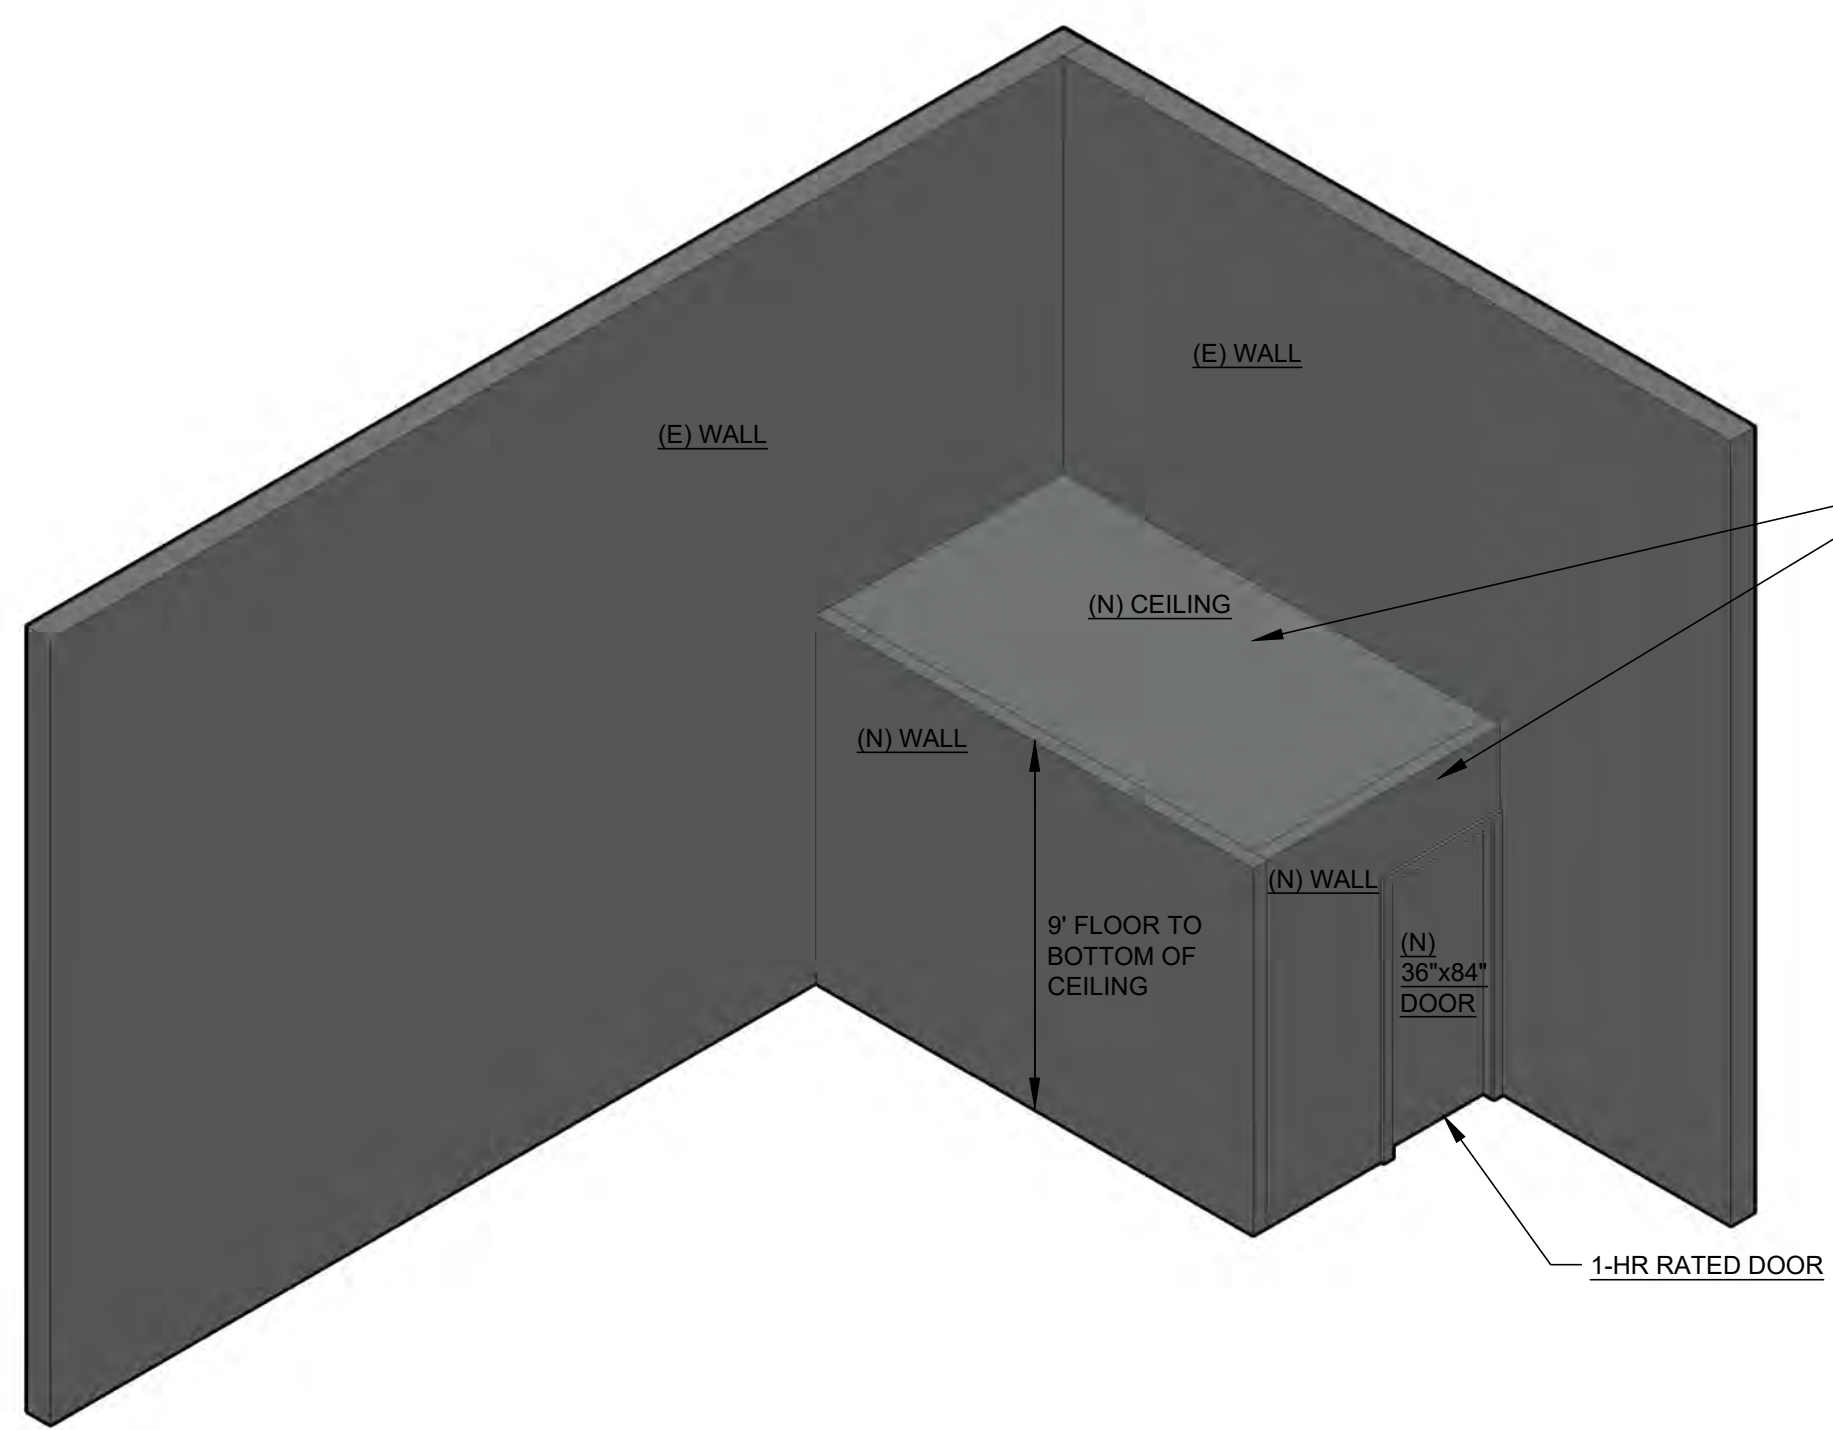 (E) WALL
(E) WALL
(N) CEILING
(N) WALL
(N) WALL
9' FLOOR TO
BOTTOM OF
CEILING
(N)
36"x84"
DOOR
1-HR RATED DOOR